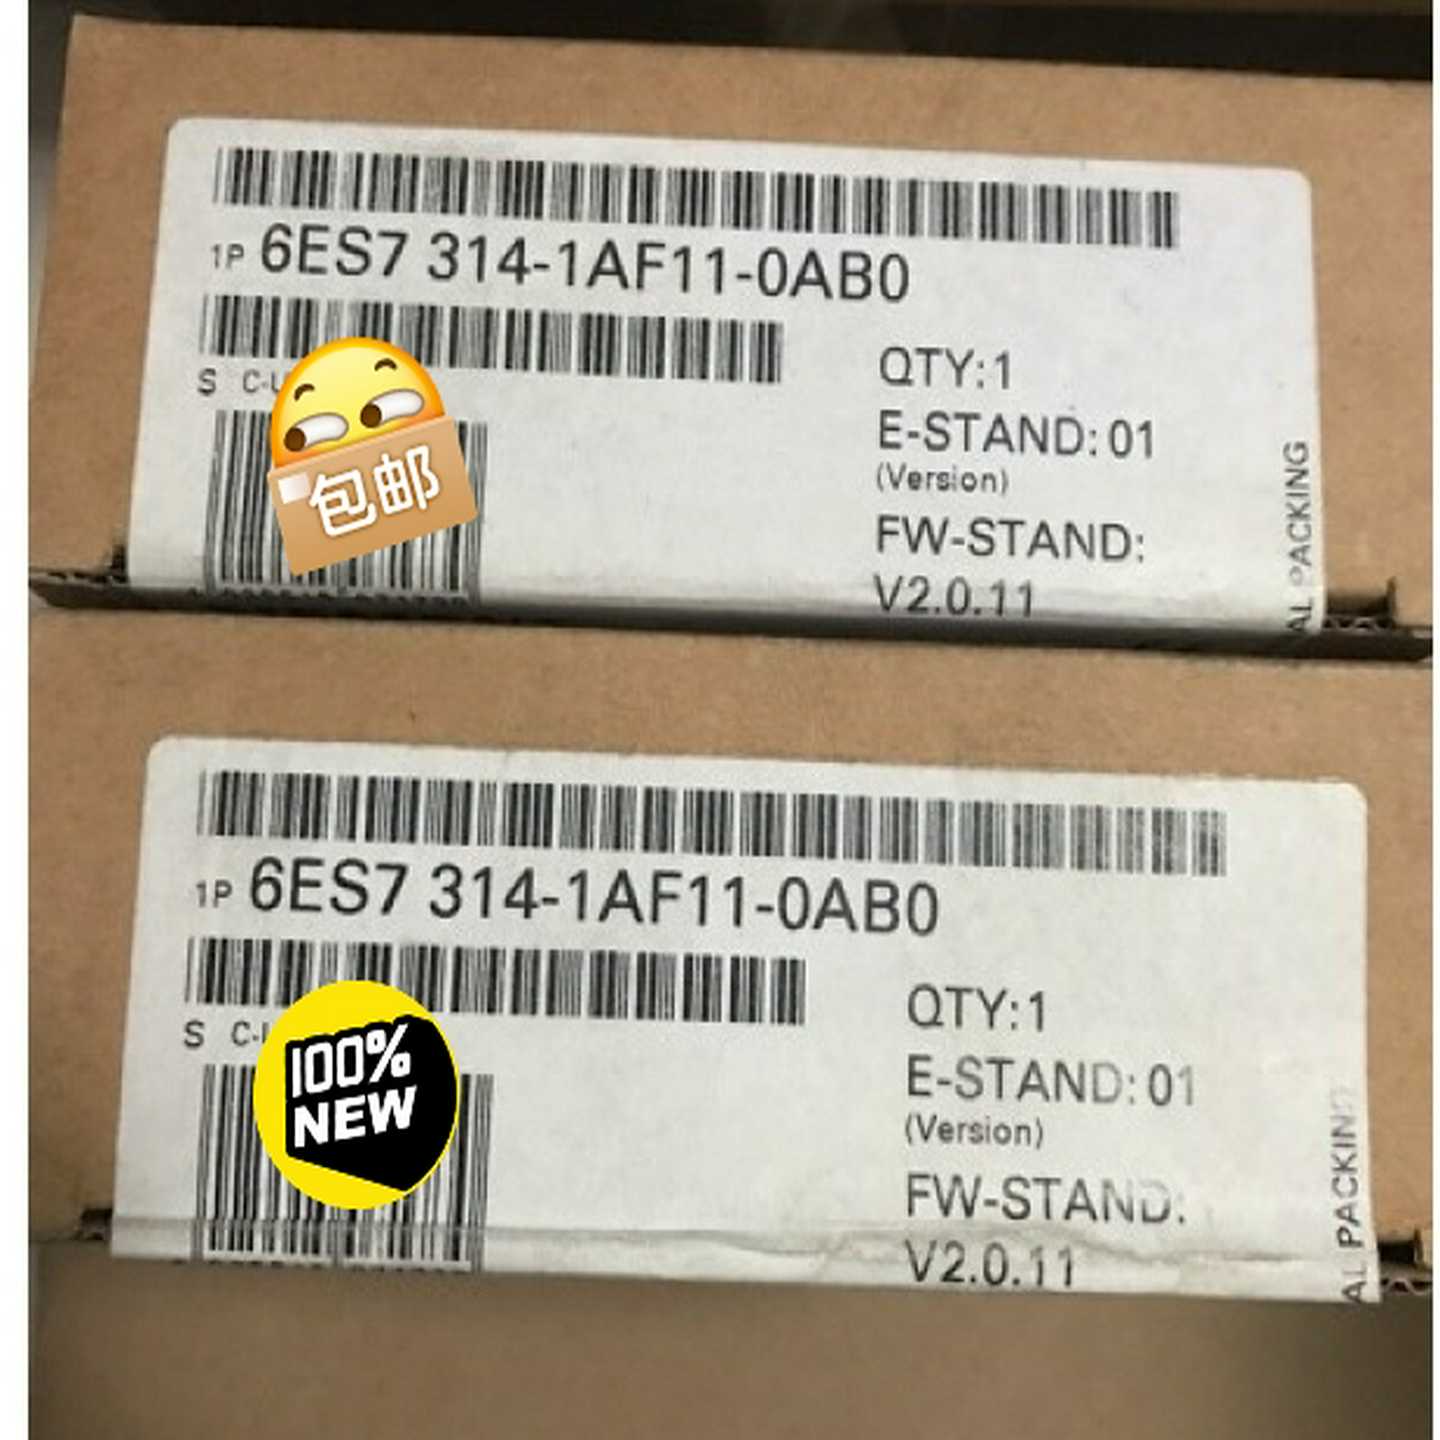 1P 6ES7 314-1AF11-0AB0
S C-
QTY:1
E-STAND: 01
(Version)
FW-STAND:
V2.0.11
AL PACKING
包邮
1P 6ES7 314-1AF11-0AB0
S C-
QTY:1
E-STAND: 01
(Version)
FW-STAND:
V2.0.11
AL PACKING
100%
NEW